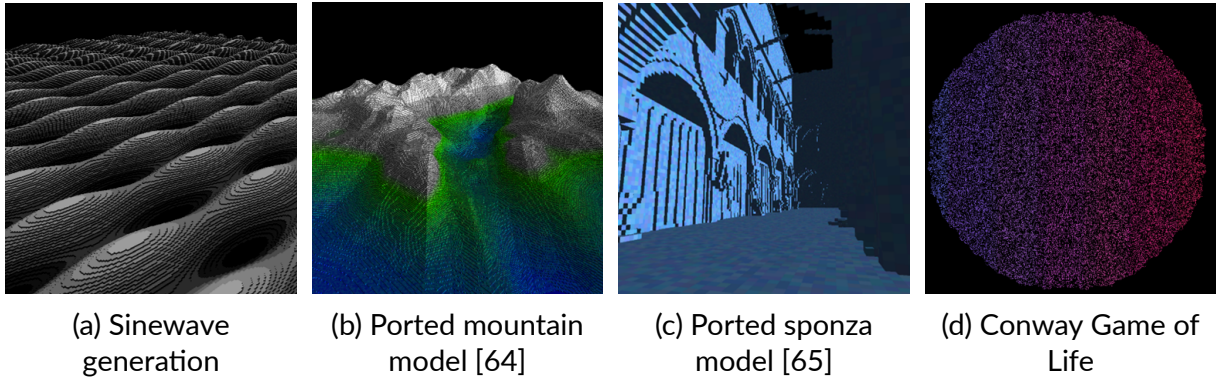 (a) Sinewave
generation
(b) Ported mountain
model [64]
(c) Ported sponza
model [65]
(d) Conway Game of
Life